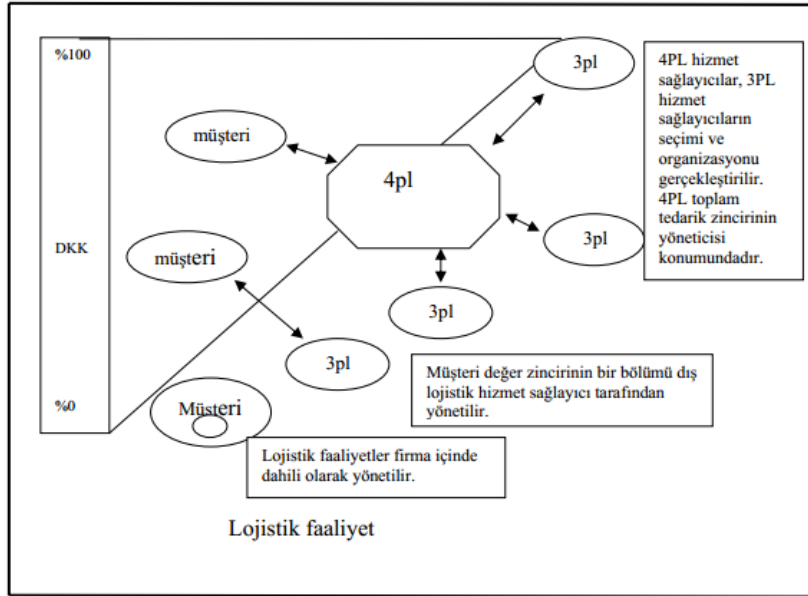 %100
3pl
müşteri
4pl
4PL hizmet
sağlayıcılar, 3PL
hizmet
sağlayıcıların
seçimi ve
organizasyonu
gerçekleştirilir.
4PL toplam
tedarik zincirinin
yöneticisi
konumundadır.
DKK
müşteri
3pl
3pl
3pl
Müşteri değer zincirinin bir bölümü dış
lojistik hizmet sağlayıcı tarafından
yönetilir.
%0
Müşteri
Lojistik faaliyetler firma içinde
dahili olarak yönetilir.
Lojistik faaliyet